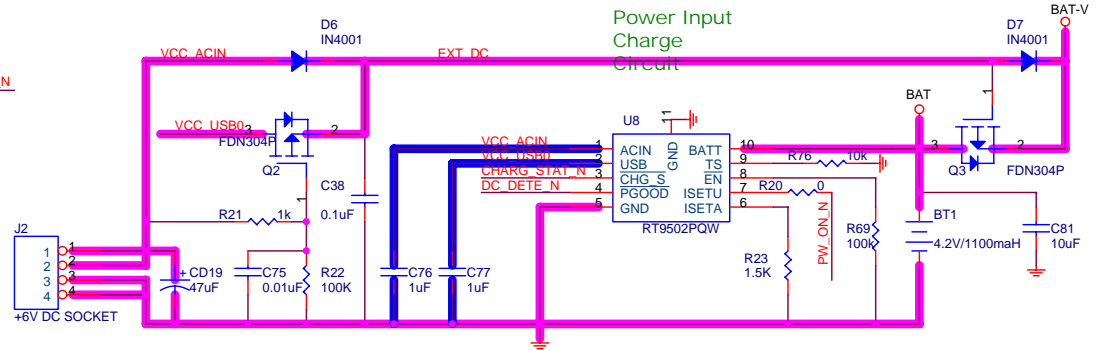 Power Input
Charge
Circuit
BAT-V
1
D6
IN4001
D7
IN4001
_N
VCC_ACIN
EXT_DC
VCC_USB0
3
2
FDN304P
Q2
1
BAT
1
3
2
Q3
FDN304P
U8
11
GND
VCC_ACIN
1
ACIN
BATT
10
VCC_USB0
2
USB
TS
9
R76
10k
CHARG_STAT_N
3
CHG_S
EN
8
DC_DETE_N
4
PGOOD
ISETU
7
R20
0
5
GND
ISETA
6
RT9502PQW
C38
0.1uF
R21
1k
J2
1
2
3
4
1
2
3
4
+6V DC SOCKET
+
CD19
47uF
C75
0.01uF
R22
100K
C76
1uF
C77
1uF
R23
1.5K
PW_ON_N
R69
100k
BT1
4.2V/1100maH
C81
10uF